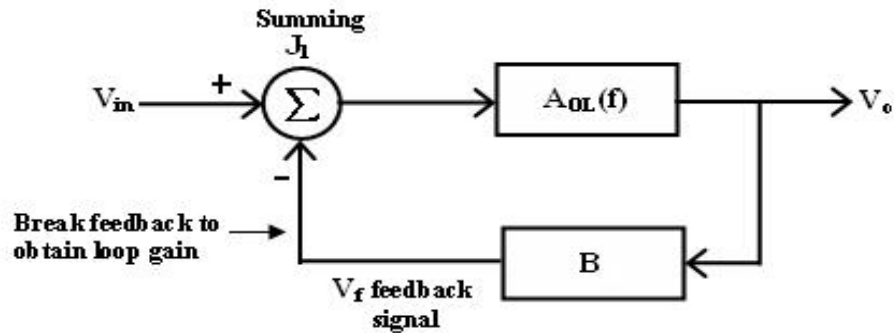 Summing
J1
+
Vin
Σ
AOL(f)
Vo
-
Break feedback to
obtain loop gain
B
Vf feedback
signal